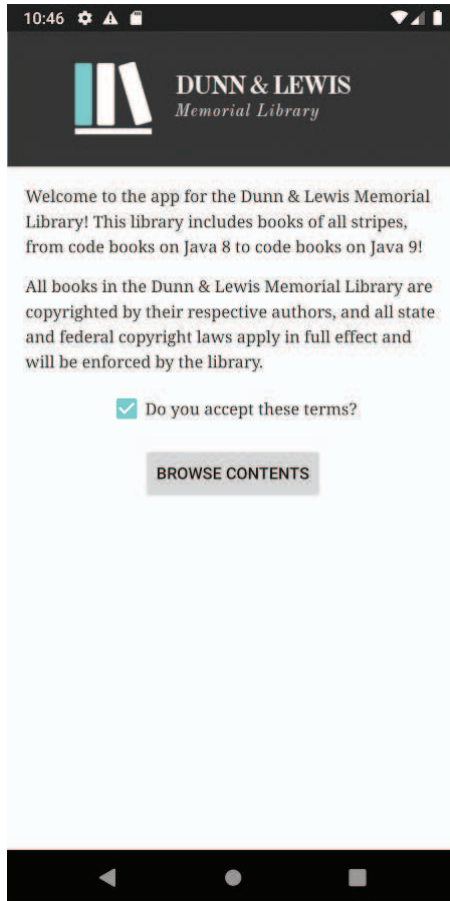 10:46
DUNN & LEWIS
Memorial Library
Welcome to the app for the Dunn & Lewis Memorial
Library! This library includes books of all stripes,
from code books on Java 8 to code books on Java 9!
All books in the Dunn & Lewis Memorial Library are
copyrighted by their respective authors, and all state
and federal copyright laws apply in full effect and
will be enforced by the library.
Do you accept these terms?
BROWSE CONTENTS